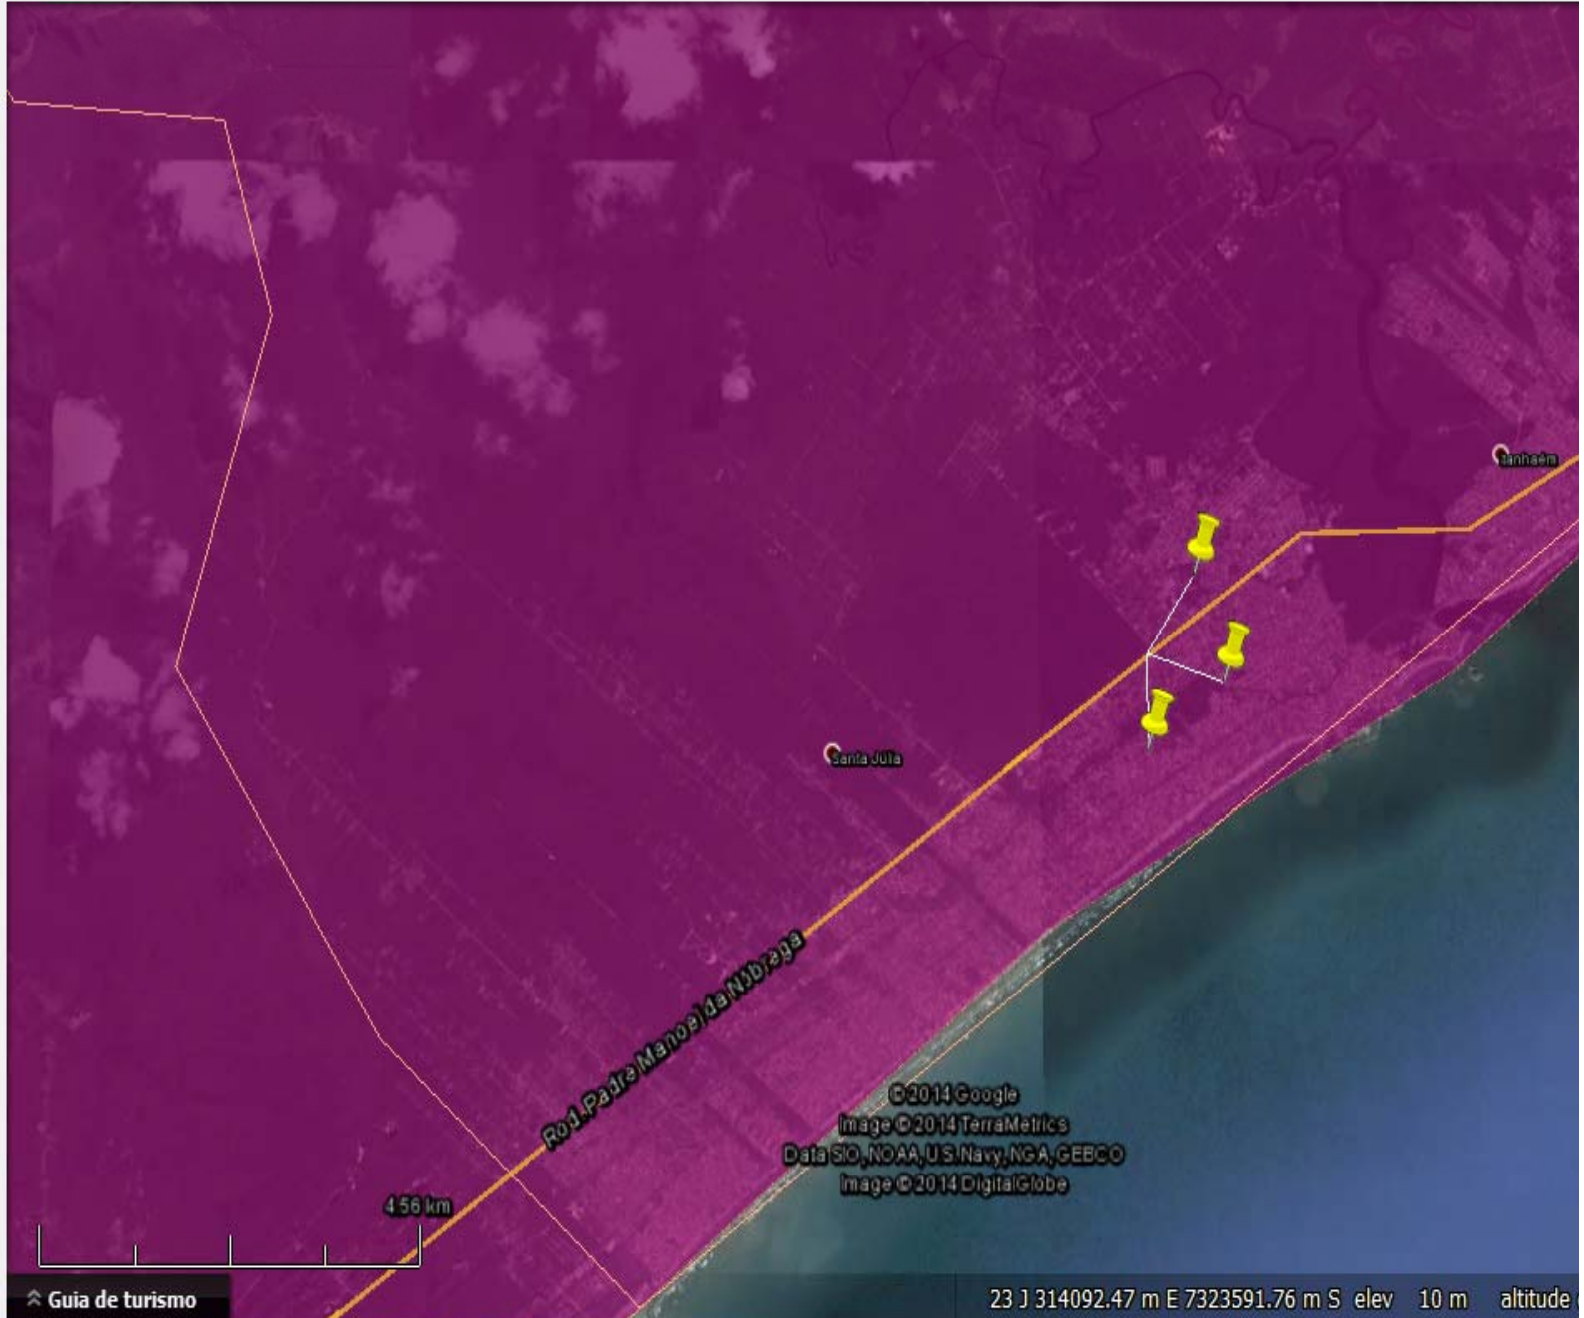 Itanhaém
Santa Júlia
Rod. Padre Manoel da Nóbrega
© 2014 Google
Image © 2014 TerraMetrics
Data SIO, NOAA, U.S. Navy, NGA, GEBCO
Image © 2014 DigitalGlobe
4.56 km
Guia de turismo
23 J 314092.47 m E 7323591.76 m S elev 10 m altitude